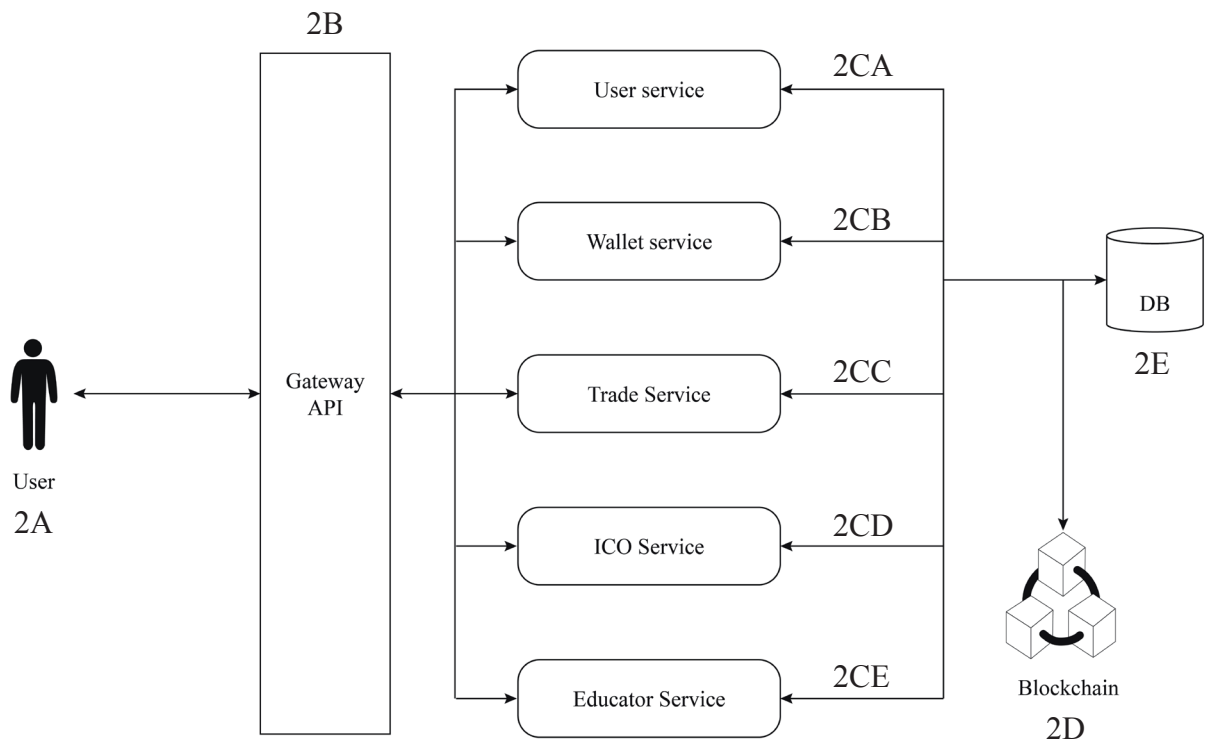 2B
User service
2CA
Wallet service
2CB
DB
2E
Gateway
API
Trade Service
2CC
User
2A
ICO Service
2CD
Educator Service
2CE
Blockchain
2D